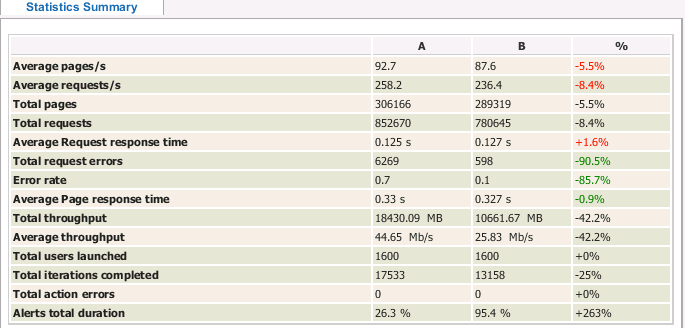 Statistics Summary
A B %
Average pages/s 92.7 87.6 -5.5%
Average requests/s 258.2 236.4 -8.4%
Total pages 306166 289319 -5.5%
Total requests 852670 780645 -8.4%
Average Request response time 0.125 s 0.127 s +1.6%
Total request errors 6269 598 -90.5%
Error rate 0.7 0.1 -85.7%
Average Page response time 0.33 s 0.327 s -0.9%
Total throughput 18430.09 MB 10661.67 MB -42.2%
Average throughput 44.65 Mb/s 25.83 Mb/s -42.2%
Total users launched 1600 1600 +0%
Total iterations completed 17533 13158 -25%
Total action errors 0 0 +0%
Alerts total duration 26.3 % 95.4 % +263%